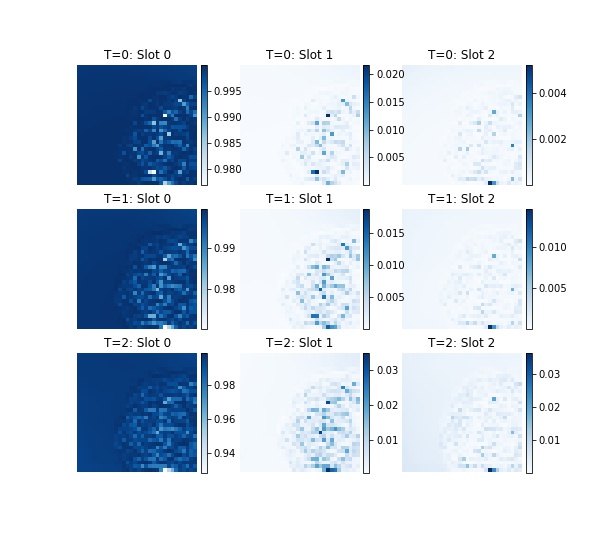 T=0: Slot 0
T=0: Slot 1
T=0: Slot 2
0.995
0.990
0.985
0.980
0.020
0.015
0.010
0.005
0.004
0.002
T=1: Slot 0
T=1: Slot 1
T=1: Slot 2
0.99
0.98
0.015
0.010
0.005
0.010
0.005
T=2: Slot 0
T=2: Slot 1
T=2: Slot 2
0.98
0.96
0.94
0.03
0.02
0.01
0.03
0.02
0.01